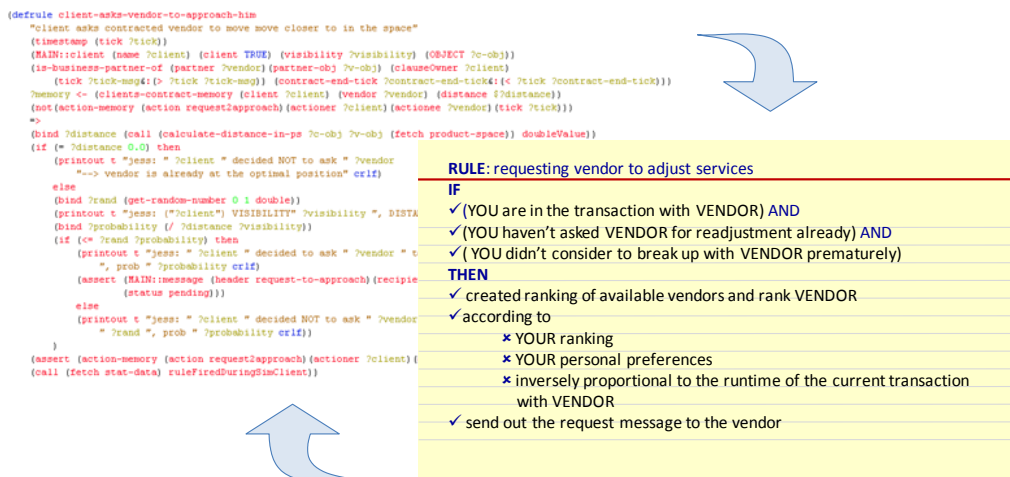 (defrule client-asks-vendor-to-approach-him
"client asks contracted vendor to move move closer to in the space"
(timestamp (tick ?tick))
(MAIN::client (name ?client) (client TRUE) (visibility ?visibility) (OBJECT ?c-obj))
(is-business-partner-of (partner ?vendor)(partner-obj ?v-obj) (clauseOwner ?client)
(tick ?tick-msg&:(> ?tick ?tick-msg)) (contract-end-tick ?contract-end-tick&:(< ?tick ?contract-end-tick)))
?memory <- (clients-contract-memory (client ?client) (vendor ?vendor) (distance $?distance))
(not(action-memory (action request2approach)(actioner ?client)(actionee ?vendor)(tick ?tick)))
=>
(bind ?distance (call (calculate-distance-in-ps ?c-obj ?v-obj (fetch product-space)) doubleValue))
(if (= ?distance 0.0) then
(printout t "jess: " ?client " decided NOT to ask " ?vendor
"--> vendor is already at the optimal position" crlf)
else
(bind ?rand (get-random-number 0 1 double))
(printout t "jess: ("?client") VISIBILITY" ?visibility ", DISTA
(bind ?probability (/ ?distance ?visibility))
(if (<= ?rand ?probability) then
(printout t "jess: " ?client " decided to ask " ?vendor " t
", prob " ?probability crlf)
(assert (MAIN::message (header request-to-approach)(recipie
(status pending)))
else
(printout t "jess: " ?client " decided NOT to ask " ?vendor
" ?rand ", prob " ?probability crlf))
)
(assert (action-memory (action request2approach)(actioner ?client)(
(call (fetch stat-data) ruleFiredDuringSimClient))
RULE: requesting vendor to adjust services
IF
✓(YOU are in the transaction with VENDOR) AND
✓(YOU haven't asked VENDOR for readjustment already) AND
✓( YOU didn't consider to break up with VENDOR prematurely)
THEN
✓ created ranking of available vendors and rank VENDOR
✓according to
× YOUR ranking
× YOUR personal preferences
× inversely proportional to the runtime of the current transaction
with VENDOR
✓ send out the request message to the vendor